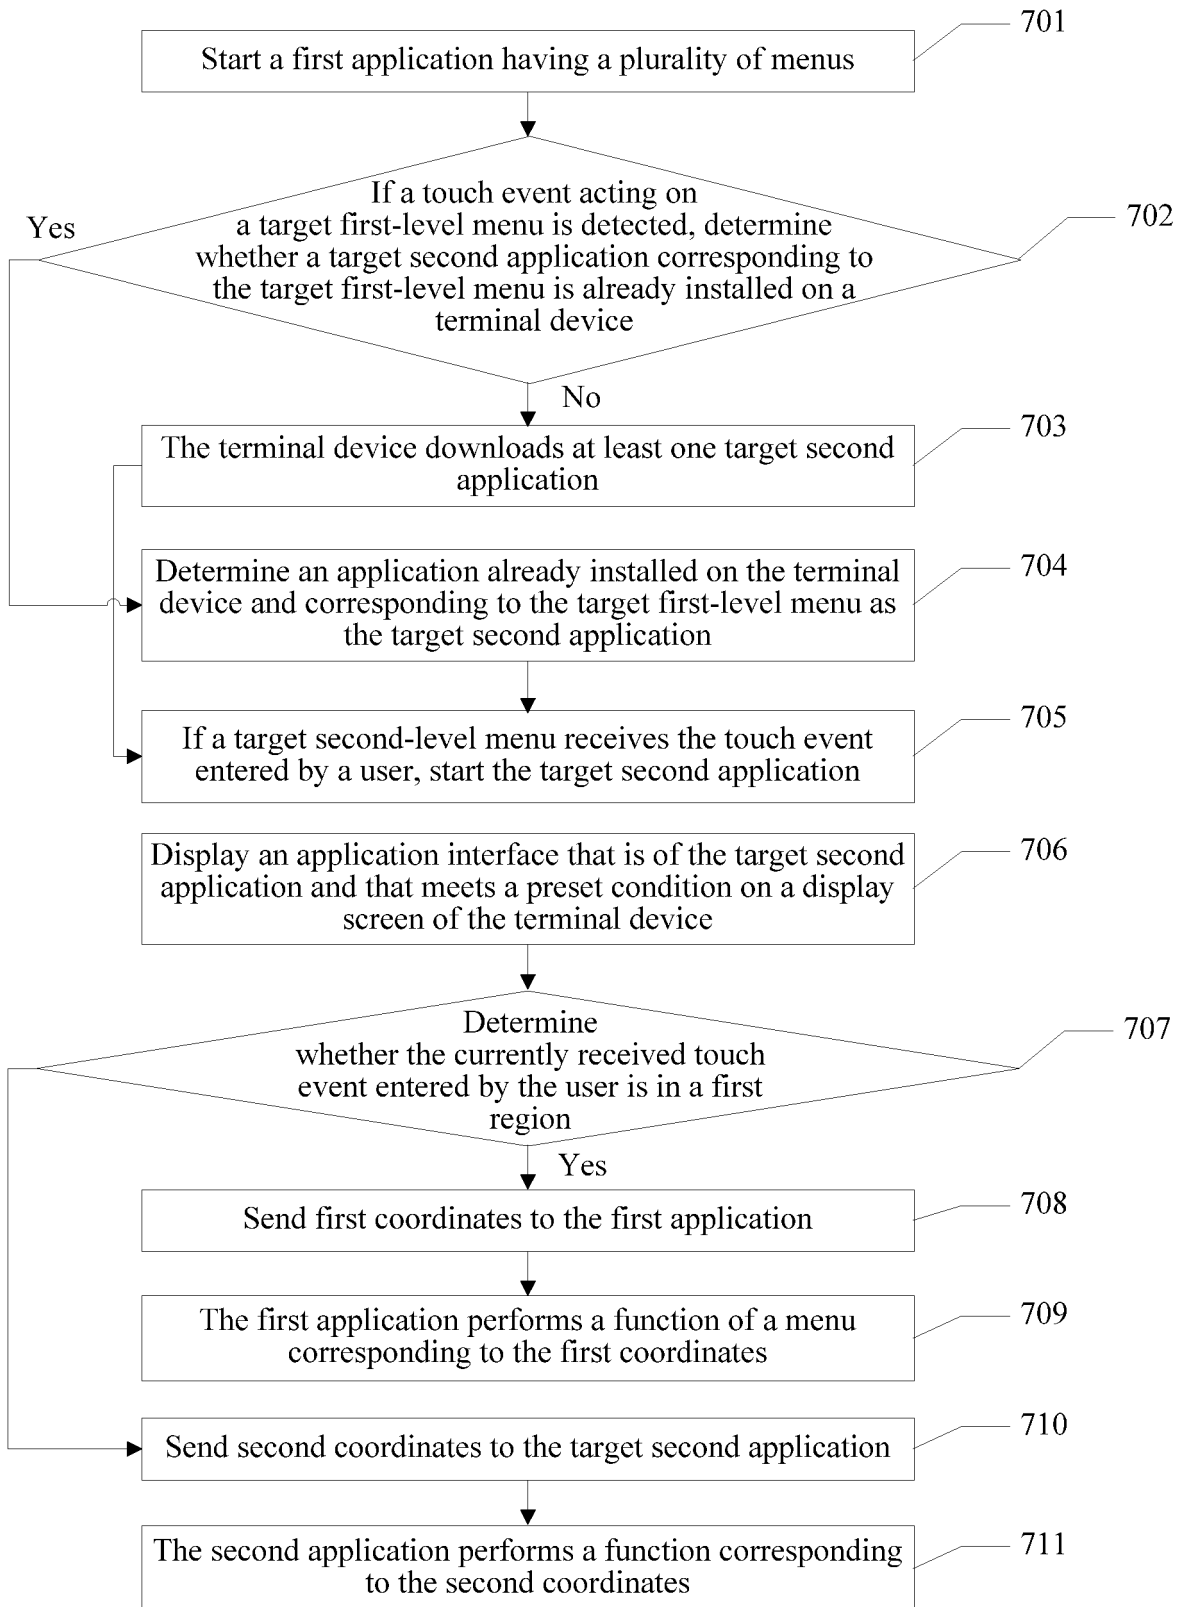 Start a first application having a plurality of menus
701
If a touch event acting on
a target first-level menu is detected, determine
whether a target second application corresponding to
the target first-level menu is already installed on a
terminal device
702
Yes
No
The terminal device downloads at least one target second
application
703
Determine an application already installed on the terminal
device and corresponding to the target first-level menu as
the target second application
704
If a target second-level menu receives the touch event
entered by a user, start the target second application
705
Display an application interface that is of the target second
application and that meets a preset condition on a display
screen of the terminal device
706
Determine
whether the currently received touch
event entered by the user is in a first
region
707
Yes
Send first coordinates to the first application
708
The first application performs a function of a menu
corresponding to the first coordinates
709
Send second coordinates to the target second application
710
The second application performs a function corresponding
to the second coordinates
711